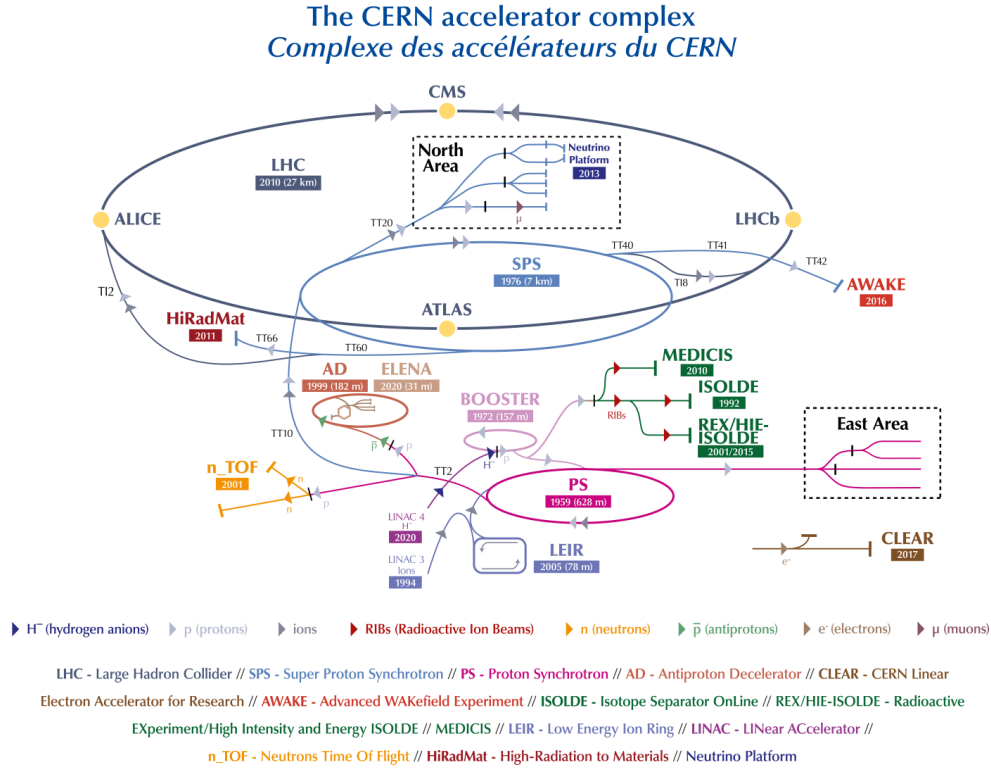 The CERN accelerator complex
Complexe des accélérateurs du CERN
CMS
North
Area
Neutrino
Platform
2013
LHC
2010 (27 km)
µ
TT20
ALICE
LHCb
TT40
TT41
TT42
SPS
1976 (7 km)
TI8
AWAKE
2016
TI2
ATLAS
HiRadMat
2011
TT66
TT60
MEDICIS
2010
AD
1999 (182 m)
ELENA
2020 (31 m)
ISOLDE
1992
BOOSTER
1972 (157 m)
RIBs
REX/HIE-
ISOLDE
2001/2015
East Area
TT10
p̅
p
H⁻
p
n_TOF
2001
n
n
p
TT2
PS
1959 (628 m)
LINAC 4
H⁻
2020
LINAC 3
Ions
1994
LEIR
2005 (78 m)
CLEAR
2017
e⁻
H⁻ (hydrogen anions)
p (protons)
ions
RIBs (Radioactive Ion Beams)
n (neutrons)
p̅ (antiprotons)
e⁻ (electrons)
µ (muons)
LHC - Large Hadron Collider // SPS - Super Proton Synchrotron // PS - Proton Synchrotron // AD - Antiproton Decelerator // CLEAR - CERN Linear
Electron Accelerator for Research // AWAKE - Advanced WAKefield Experiment // ISOLDE - Isotope Separator OnLine // REX/HIE-ISOLDE - Radioactive
EXperiment/High Intensity and Energy ISOLDE // MEDICIS // LEIR - Low Energy Ion Ring // LINAC - LINear ACcelerator //
n_TOF - Neutrons Time Of Flight // HiRadMat - High-Radiation to Materials // Neutrino Platform